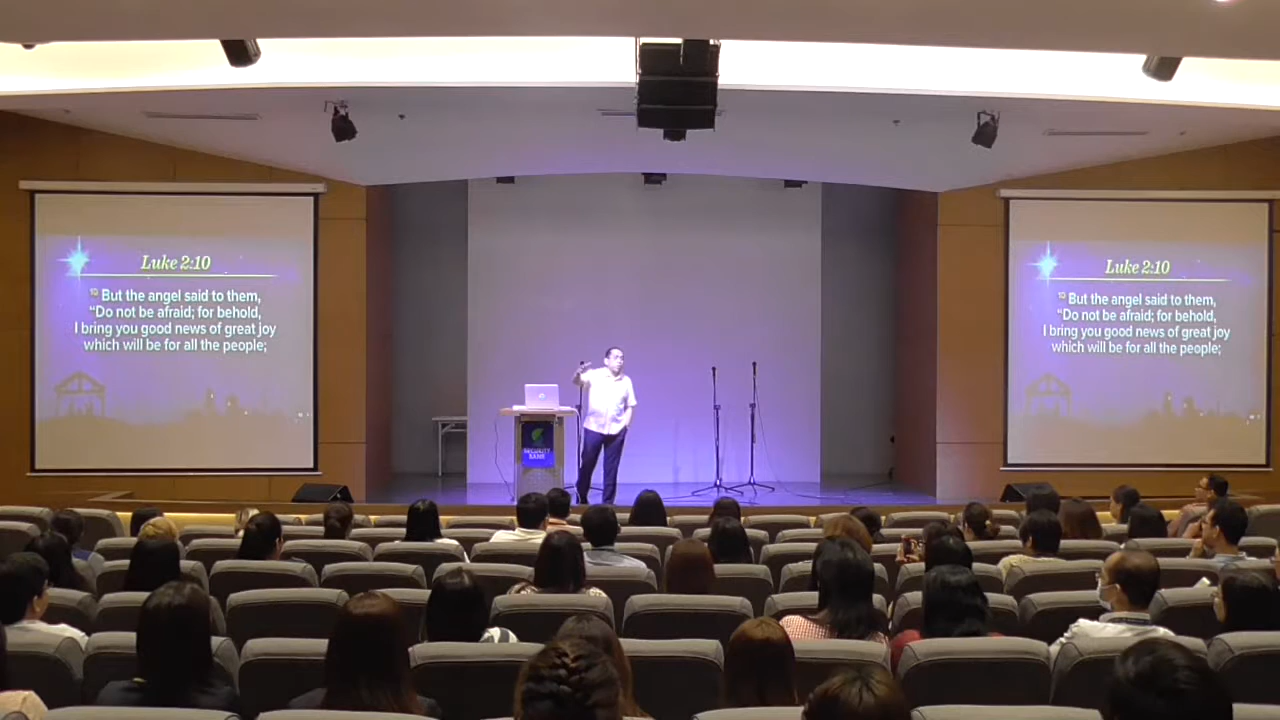 Luke 2:10
10 But the angel said to them,
“Do not be afraid; for behold,
I bring you good news of great joy
which will be for all the people;
SECURITY
BANK
Luke 2:10
10 But the angel said to them,
“Do not be afraid; for behold,
I bring you good news of great joy
which will be for all the people;